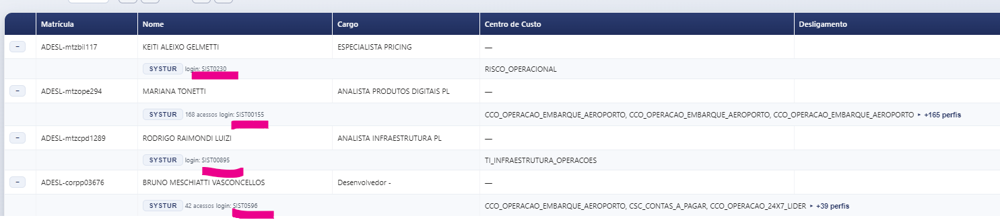 Matrícula Nome Cargo Centro de Custo Desligamento
− ADESL-mtzbil117 KEITI ALEIXO GELMETTI ESPECIALISTA PRICING —
SYSTUR login: SIST0230 RISCO_OPERACIONAL
− ADESL-mtzope294 MARIANA TONETTI ANALISTA PRODUTOS DIGITAIS PL —
SYSTUR 168 acessos login: SIST00155 CCO_OPERACAO_EMBARQUE_AEROPORTO, CCO_OPERACAO_EMBARQUE_AEROPORTO, CCO_OPERACAO_EMBARQUE_AEROPORTO ▸ +165 perfis
− ADESL-mtzcpd1289 RODRIGO RAIMONDI LUIZI ANALISTA INFRAESTRUTURA PL —
SYSTUR login: SIST00895 TI_INFRAESTRUTURA_OPERACOES
− ADESL-corpp03676 BRUNO MESCHIATTI VASCONCELLOS Desenvolvedor - —
SYSTUR 42 acessos login: SIST0596 CCO_OPERACAO_EMBARQUE_AEROPORTO, CSC_CONTAS_A_PAGAR, CCO_OPERACAO_24X7_LIDER ▸ +39 perfis